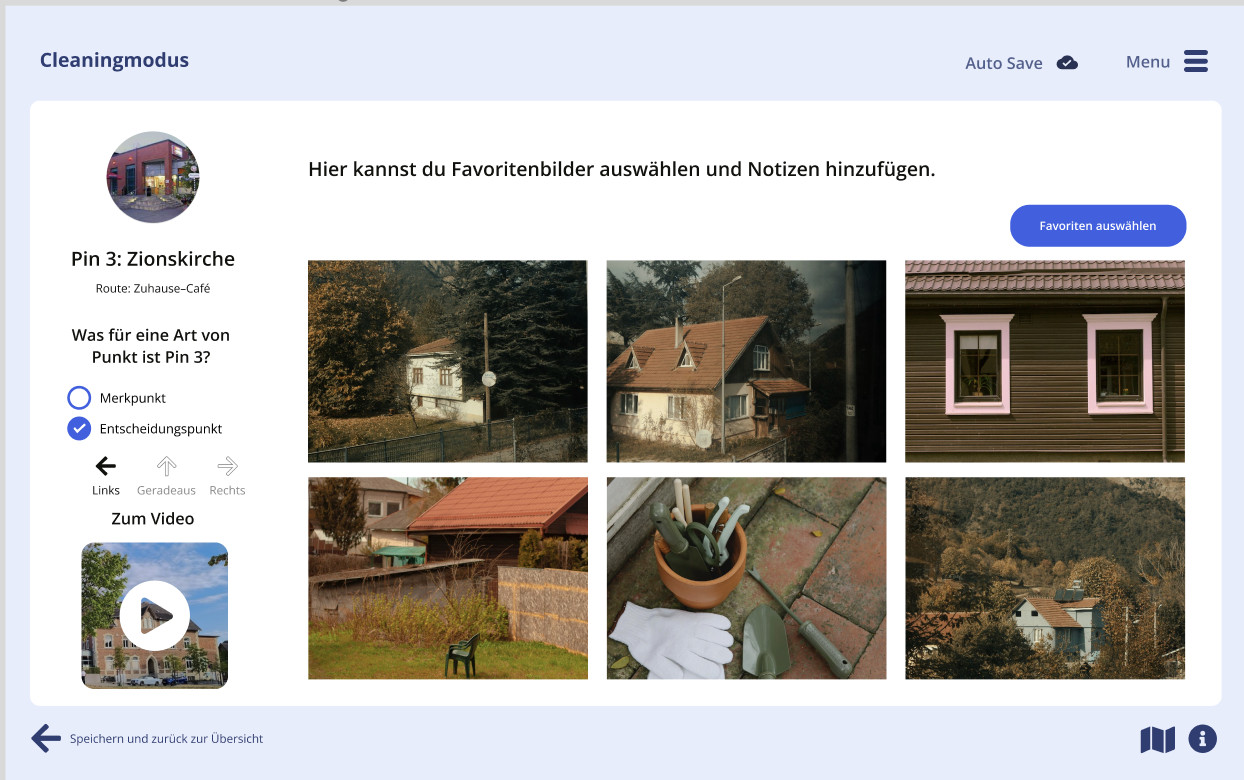 Cleaningmodus
Auto Save
Menu
Hier kannst du Favoritenbilder auswählen und Notizen hinzufügen.
Favoriten auswählen
Pin 3: Zionskirche
Route: Zuhause–Café
Was für eine Art von
Punkt ist Pin 3?
Merkpunkt
Entscheidungspunkt
Links
Geradeaus
Rechts
Zum Video
Speichern und zurück zur Übersicht